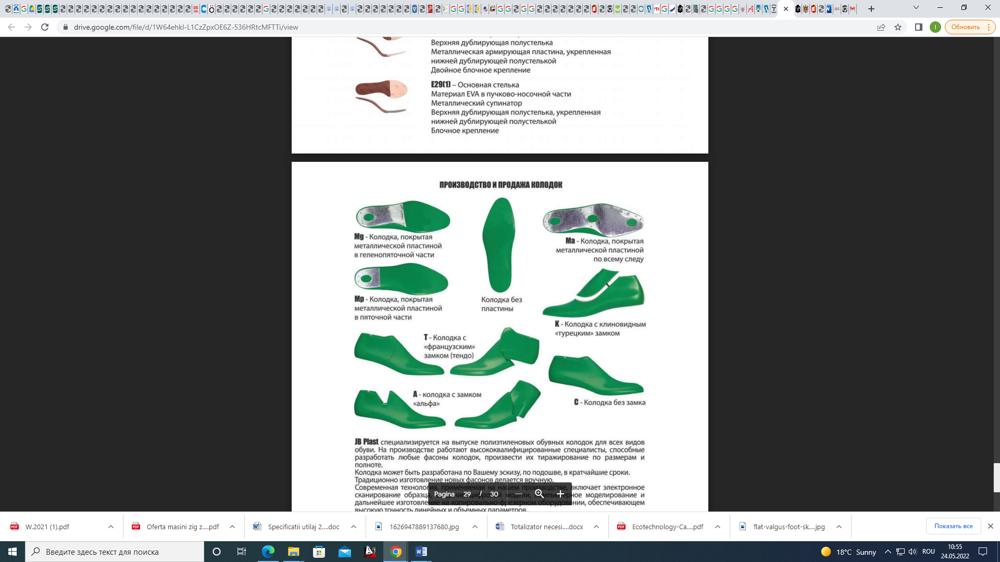 drive.google.com/file/d/1W64ehkI-L1CzZpxOE6Z-536HRtcMFTTi/view
Обновить
Верхняя дублирующая полустелька
Металлическая армирующая пластина, укрепленная
нижней дублирующей полустелькой
Двойное блочное крепление
E29(1) – Основная стелька
Материал EVA в пучково-носочной части
Металлический супинатор
Верхняя дублирующая полустелька, укрепленная
нижней дублирующей полустелькой
Блочное крепление
ПРОИЗВОДСТВО И ПРОДАЖА КОЛОДОК
Mg - Колодка, покрытая
металлической пластиной
в геленопяточной части
Ma - Колодка, покрытая
металлической пластиной
по всему следу
Mp - Колодка, покрытая
металлической пластиной
в пяточной части
Колодка без
пластины
K - Колодка с клиновидным
«турецким» замком
T - Колодка с
«французским»
замком (тендо)
A - колодка с замком
«альфа»
C - Колодка без замка
JB Plast специализируется на выпуске полиэтиленовых обувных колодок для всех видов
обуви. На производстве работают высококвалифицированные специалисты, способные
разработать любые фасоны колодок, произвести их тиражирование по размерам и
полноте.
Колодка может быть разработана по Вашему эскизу, по подошве, в кратчайшие сроки.
Традиционно изготовление новых фасонов делается вручную.
Современная технология, применяемая на нашем производстве, включает электронное
сканирование образца, цифровой модели, компьютерное моделирование и
дальнейшее изготовление на копировально-фрезерном оборудовании, обеспечивающем
высокую точность линейных и объемных параметров.
Pagina 29 / 30
W.2021 (1).pdf
Oferta masini zig z....pdf
Specificatii utilaj 2....doc
1626947889137680.jpg
Totalizator necesi....docx
Ecotechnology-Ca....pdf
flat-valgus-foot-sk....jpg
Показать все
Введите здесь текст для поиска
18°C Sunny
ROU
10:55
24.05.2022